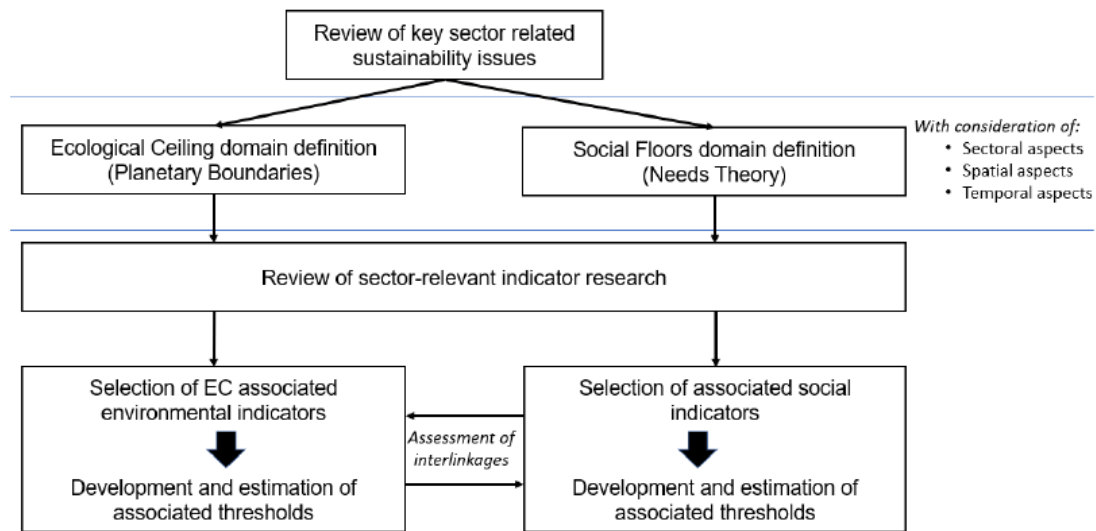 Review of key sector related
sustainability issues
Ecological Ceiling domain definition
(Planetary Boundaries)
Social Floors domain definition
(Needs Theory)
With consideration of:
• Sectoral aspects
• Spatial aspects
• Temporal aspects
Review of sector-relevant indicator research
Selection of EC associated
environmental indicators
Development and estimation of
associated thresholds
Assessment of
interlinkages
Selection of associated social
indicators
Development and estimation of
associated thresholds